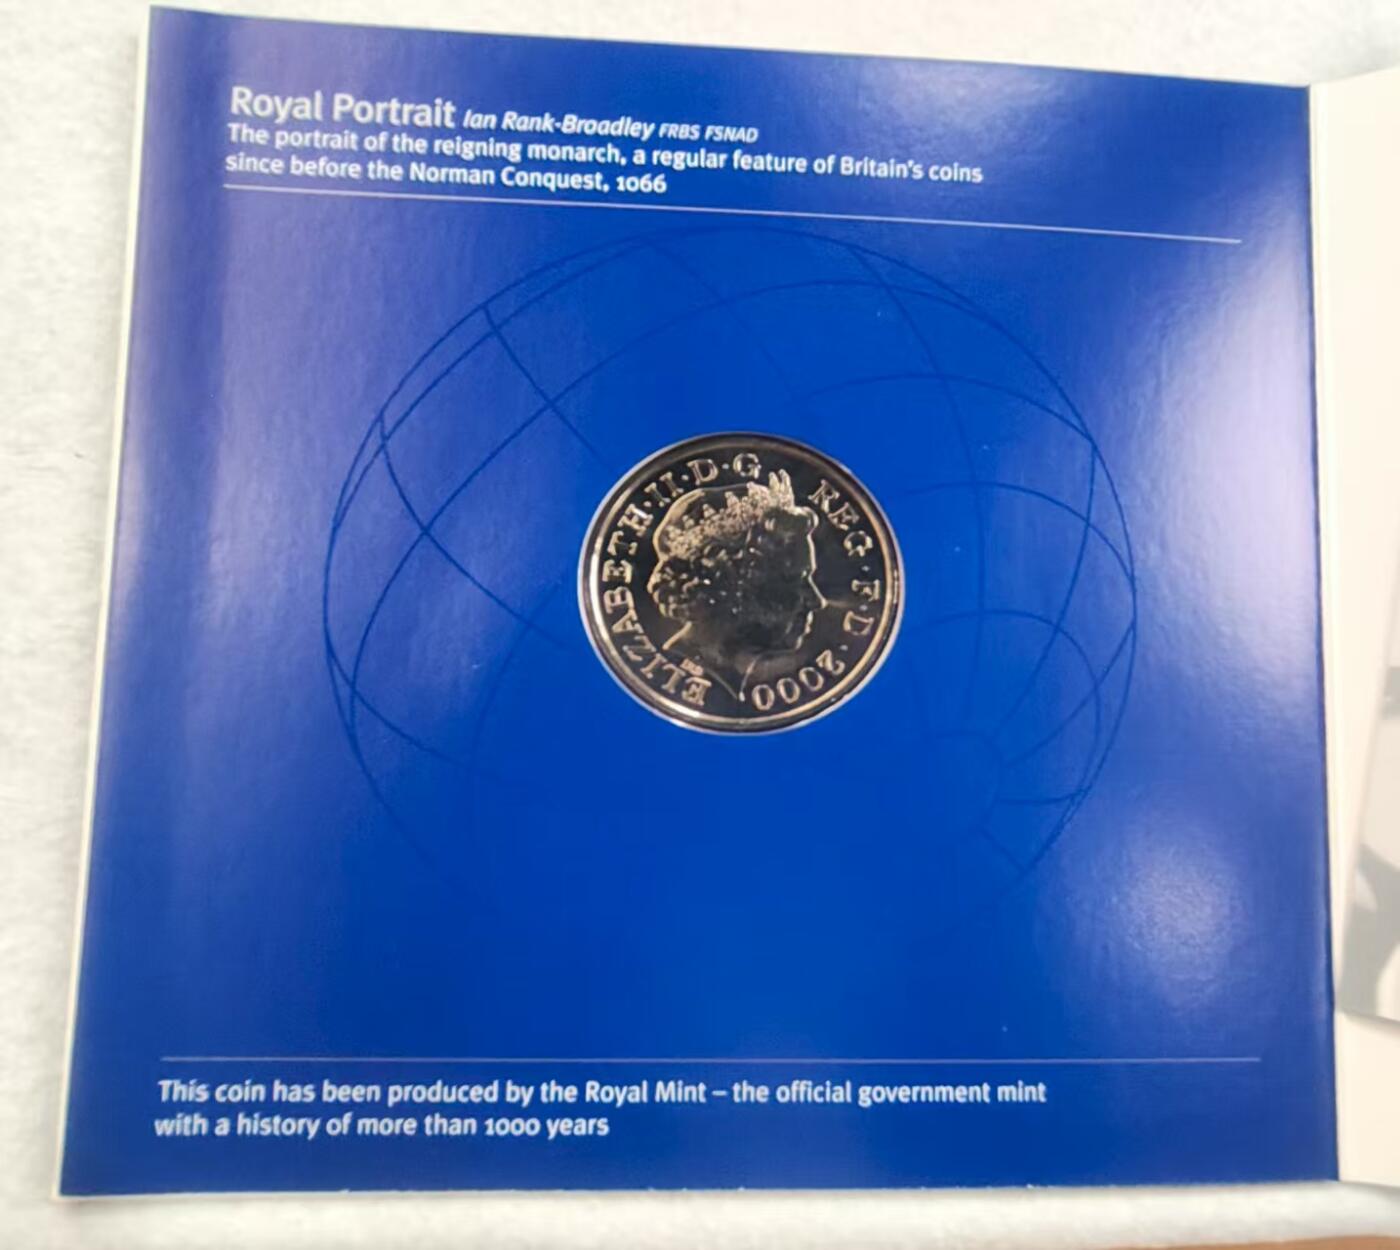 Royal Portrait Ian Rank-Broadley FRBS FSNAD
The portrait of the reigning monarch, a regular feature of Britain's coins
since before the Norman Conquest, 1066
ELIZABETH·II·D·G REG·F·D·2000
IRB
This coin has been produced by the Royal Mint – the official government mint
with a history of more than 1000 years